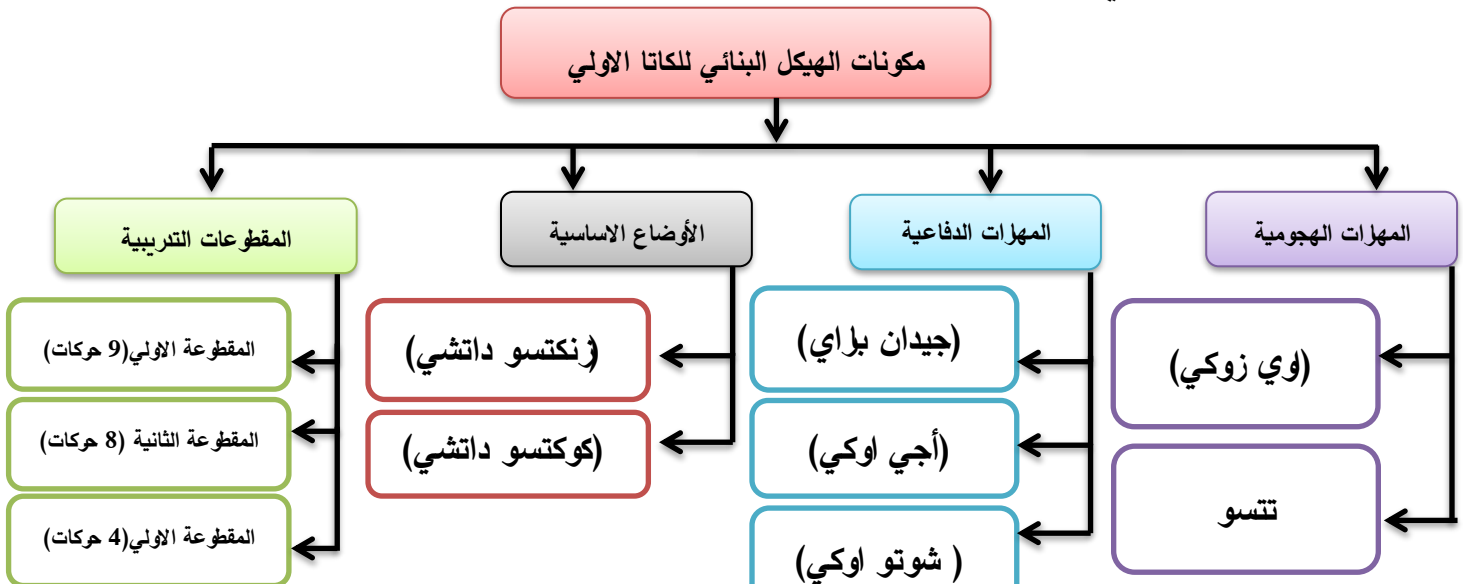 مكونات الهيكل البنائي للكاتا الاولي
المهارات الهجومية
المهارات الدفاعية
الأوضاع الاساسية
المقطوعات التدريبية
(اوي زوكي)
تتسو
(جيدان باراي)
(أجي اوكي)
( شوتو اوكي)
(زنكتسو داتشي)
(كوكتسو داتشي)
المقطوعة الاولي(9 حركات)
المقطوعة الثانية (8 حركات)
المقطوعة الاولي(4 حركات)